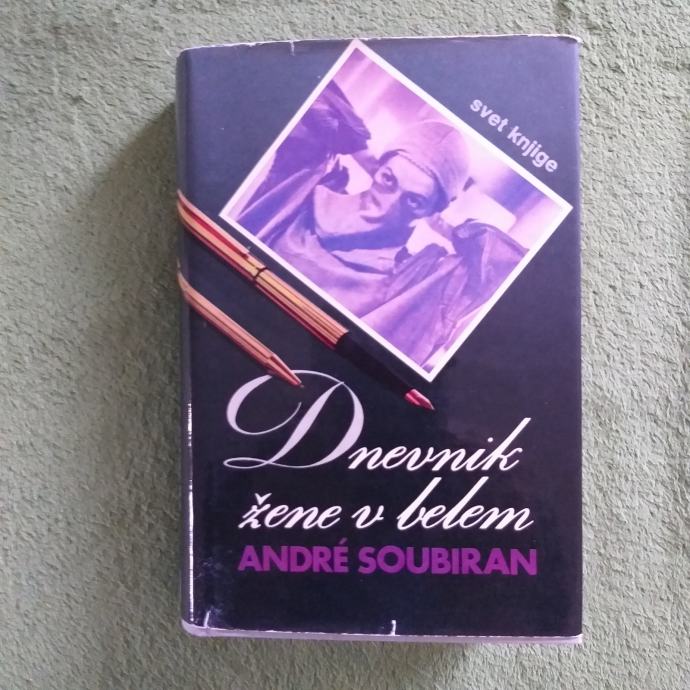 svet knjige
Dnevnik
žene v belem
ANDRÉ SOUBIRAN